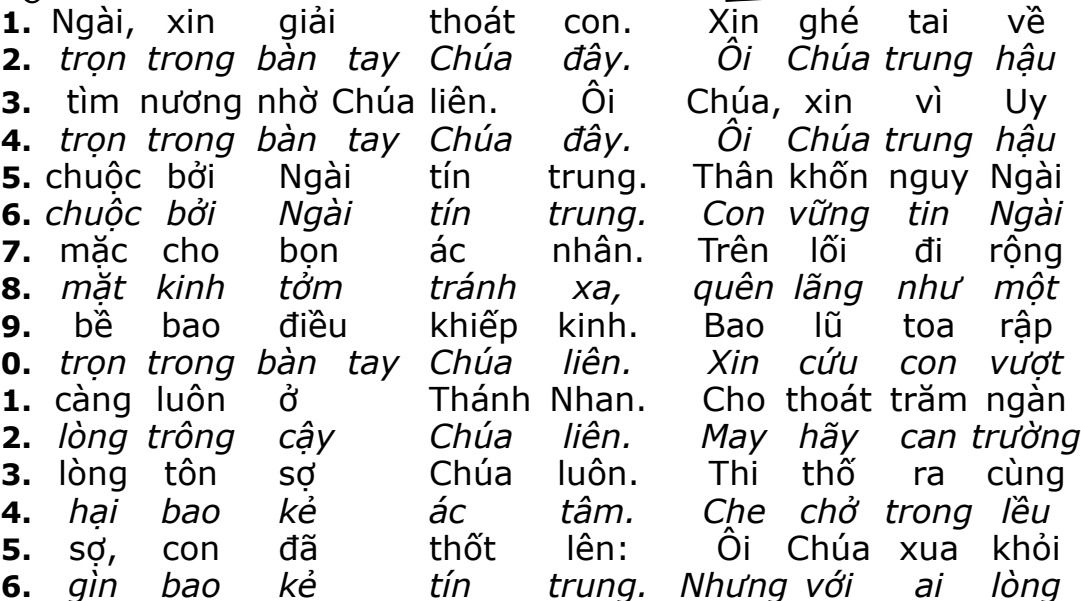 1. Ngài, xin giải thoát con. Xin ghé tai về
2. trọn trong bàn tay Chúa đây. Ôi Chúa trung hậu
3. tìm nương nhờ Chúa liên. Ôi Chúa, xin vì Uy
4. trọn trong bàn tay Chúa đây. Ôi Chúa trung hậu
5. chuộc bởi Ngài tín trung. Thân khốn nguy Ngài
6. chuộc bởi Ngài tín trung. Con vững tin Ngài
7. mặc cho bọn ác nhân. Trên lối đi rộng
8. mặt kinh tởm tránh xa, quên lãng như một
9. bề bao điều khiếp kinh. Bao lũ toa rập
0. trọn trong bàn tay Chúa liên. Xin cứu con vượt
1. càng luôn ở Thánh Nhan. Cho thoát trăm ngàn
2. lòng trông cậy Chúa liên. May hãy can trường
3. lòng tôn sợ Chúa luôn. Thi thố ra cùng
4. hại bao kẻ ác tâm. Che chở trong lều
5. sợ, con đã thốt lên: Ôi Chúa xua khỏi
6. gìn bao kẻ tín trung. Nhưng với ai lòng